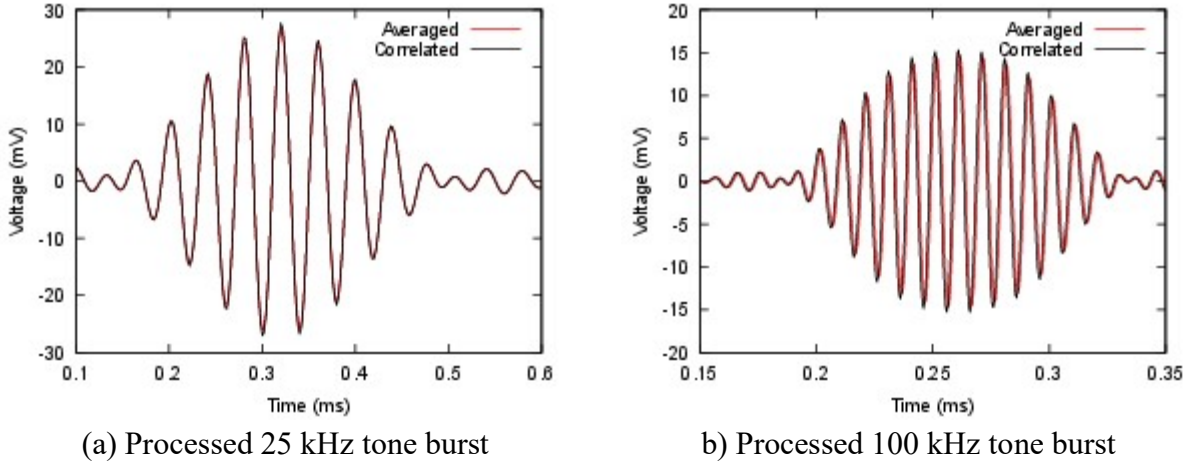 30
20
10
0
-10
-20
-30
0.1 0.2 0.3 0.4 0.5 0.6
Voltage (mV)
Time (ms)
Averaged
Correlated
(a) Processed 25 kHz tone burst
20
15
10
5
0
-5
-10
-15
-20
0.15 0.2 0.25 0.3 0.35
Voltage (mV)
Time (ms)
Averaged
Correlated
b) Processed 100 kHz tone burst